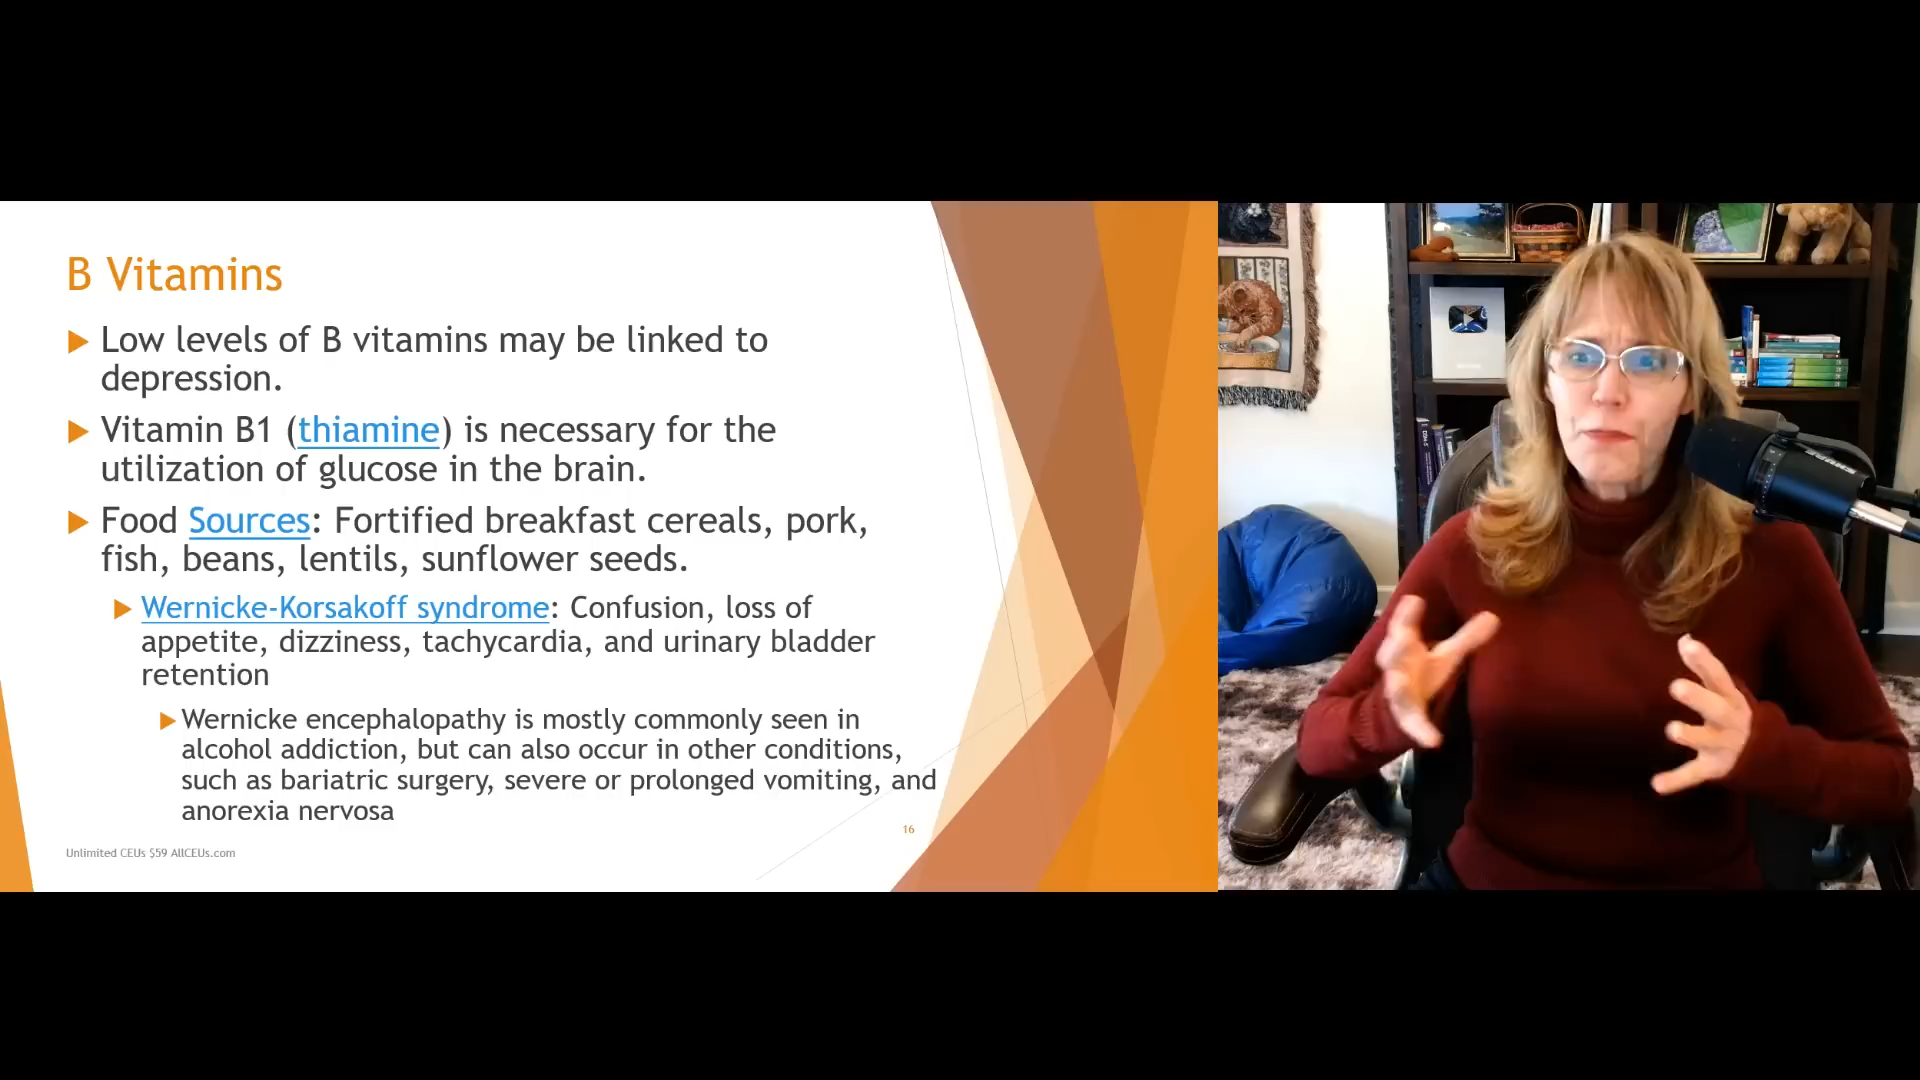 B Vitamins
Low levels of B vitamins may be linked to
depression.
Vitamin B1 (thiamine) is necessary for the
utilization of glucose in the brain.
Food Sources: Fortified breakfast cereals, pork,
fish, beans, lentils, sunflower seeds.
Wernicke-Korsakoff syndrome: Confusion, loss of
appetite, dizziness, tachycardia, and urinary bladder
retention
Wernicke encephalopathy is mostly commonly seen in
alcohol addiction, but can also occur in other conditions,
such as bariatric surgery, severe or prolonged vomiting, and
anorexia nervosa
16
Unlimited CEUs $59 AllCEUs.com